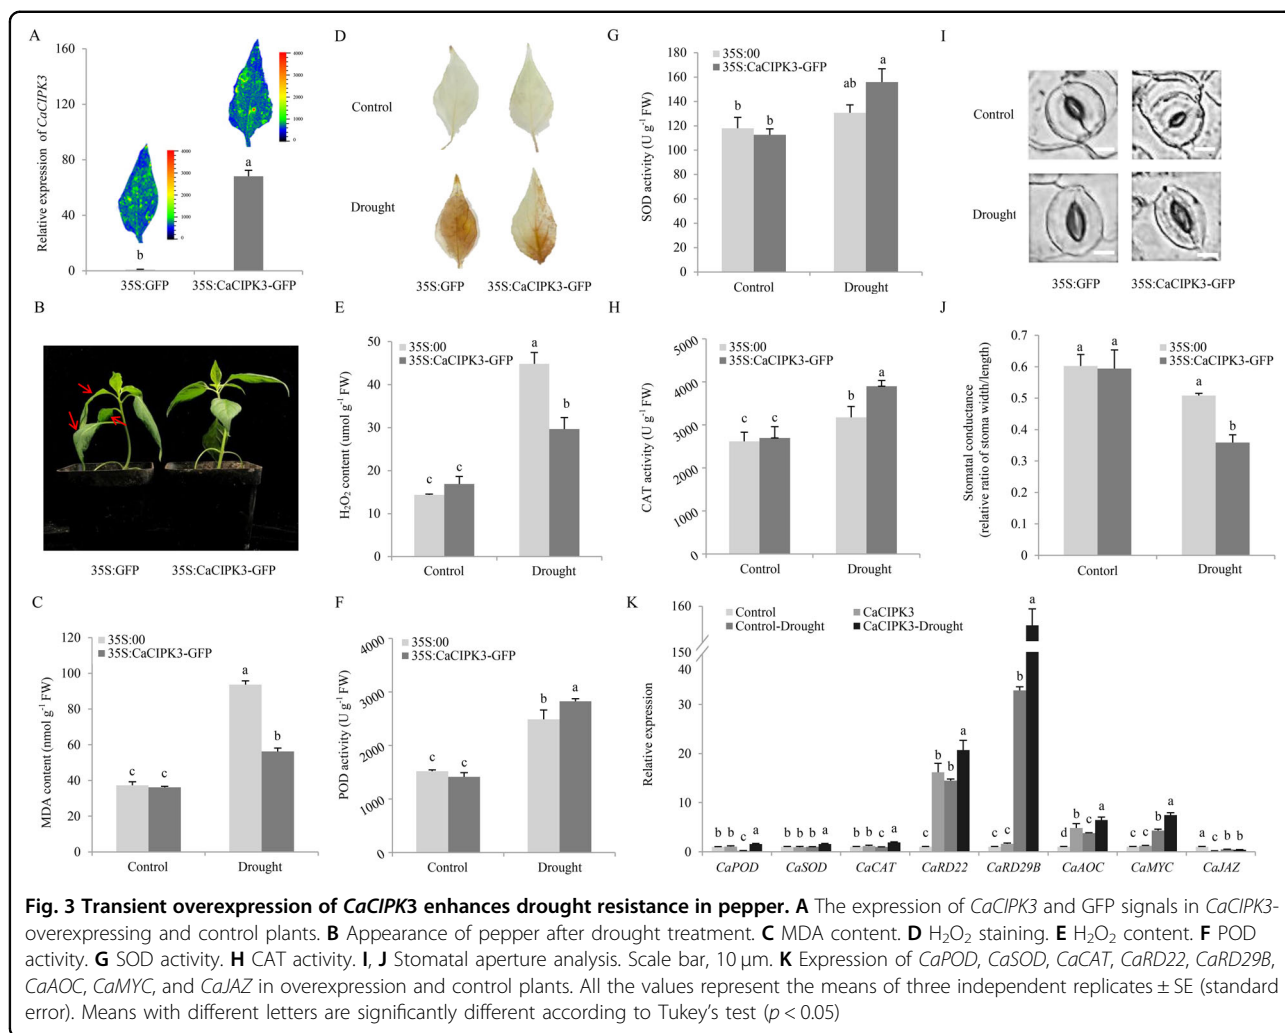 A
160
120
80
40
0
Relative expression of CaCIPK3
4000
3000
2000
1000
0
4000
3000
2000
1000
0
b
a
35S:GFP 35S:CaCIPK3-GFP
B
35S:GFP 35S:CaCIPK3-GFP
C
120
100
80
60
40
20
0
MDA content (nmol g⁻¹ FW)
35S:00
35S:CaCIPK3-GFP
c c a b
Control Drought
D
Control
Drought
35S:GFP 35S:CaCIPK3-GFP
E
50
40
30
20
10
0
H₂O₂ content (umol g⁻¹ FW)
35S:00
35S:CaCIPK3-GFP
c c a b
Control Drought
F
4000
3000
2000
1000
0
POD activity (U g⁻¹ FW)
35S:00
35S:CaCIPK3-GFP
c c b a
Control Drought
G
180
160
140
120
100
80
60
40
20
0
SOD activity (U g⁻¹ FW)
35S:00
35S:CaCIPK3-GFP
b b ab a
Control Drought
H
5000
4000
3000
2000
1000
0
CAT activity (U g⁻¹ FW)
35S:00
35S:CaCIPK3-GFP
c c b a
Control Drought
I
Control
Drought
35S:GFP 35S:CaCIPK3-GFP
J
0.7
0.6
0.5
0.4
0.3
0.2
0.1
0
Stomatal conductance
(relative ratio of stoma width/length)
35S:00
35S:CaCIPK3-GFP
a a a b
Contorl Drought
K
160
150
40
30
20
10
0
Relative expression
Control CaCIPK3
Control-Drought CaCIPK3-Drought
b b c a b b b a b b c a c b b a c c b a d b c a c c b a a c b b
CaPOD CaSOD CaCAT CaRD22 CaRD29B CaAOC CaMYC CaJAZ
Fig. 3 Transient overexpression of CaCIPK3 enhances drought resistance in pepper. A The expression of CaCIPK3 and GFP signals in CaCIPK3-
overexpressing and control plants. B Appearance of pepper after drought treatment. C MDA content. D H₂O₂ staining. E H₂O₂ content. F POD
activity. G SOD activity. H CAT activity. I, J Stomatal aperture analysis. Scale bar, 10 μm. K Expression of CaPOD, CaSOD, CaCAT, CaRD22, CaRD29B,
CaAOC, CaMYC, and CaJAZ in overexpression and control plants. All the values represent the means of three independent replicates ± SE (standard
error). Means with different letters are significantly different according to Tukey's test (p < 0.05)